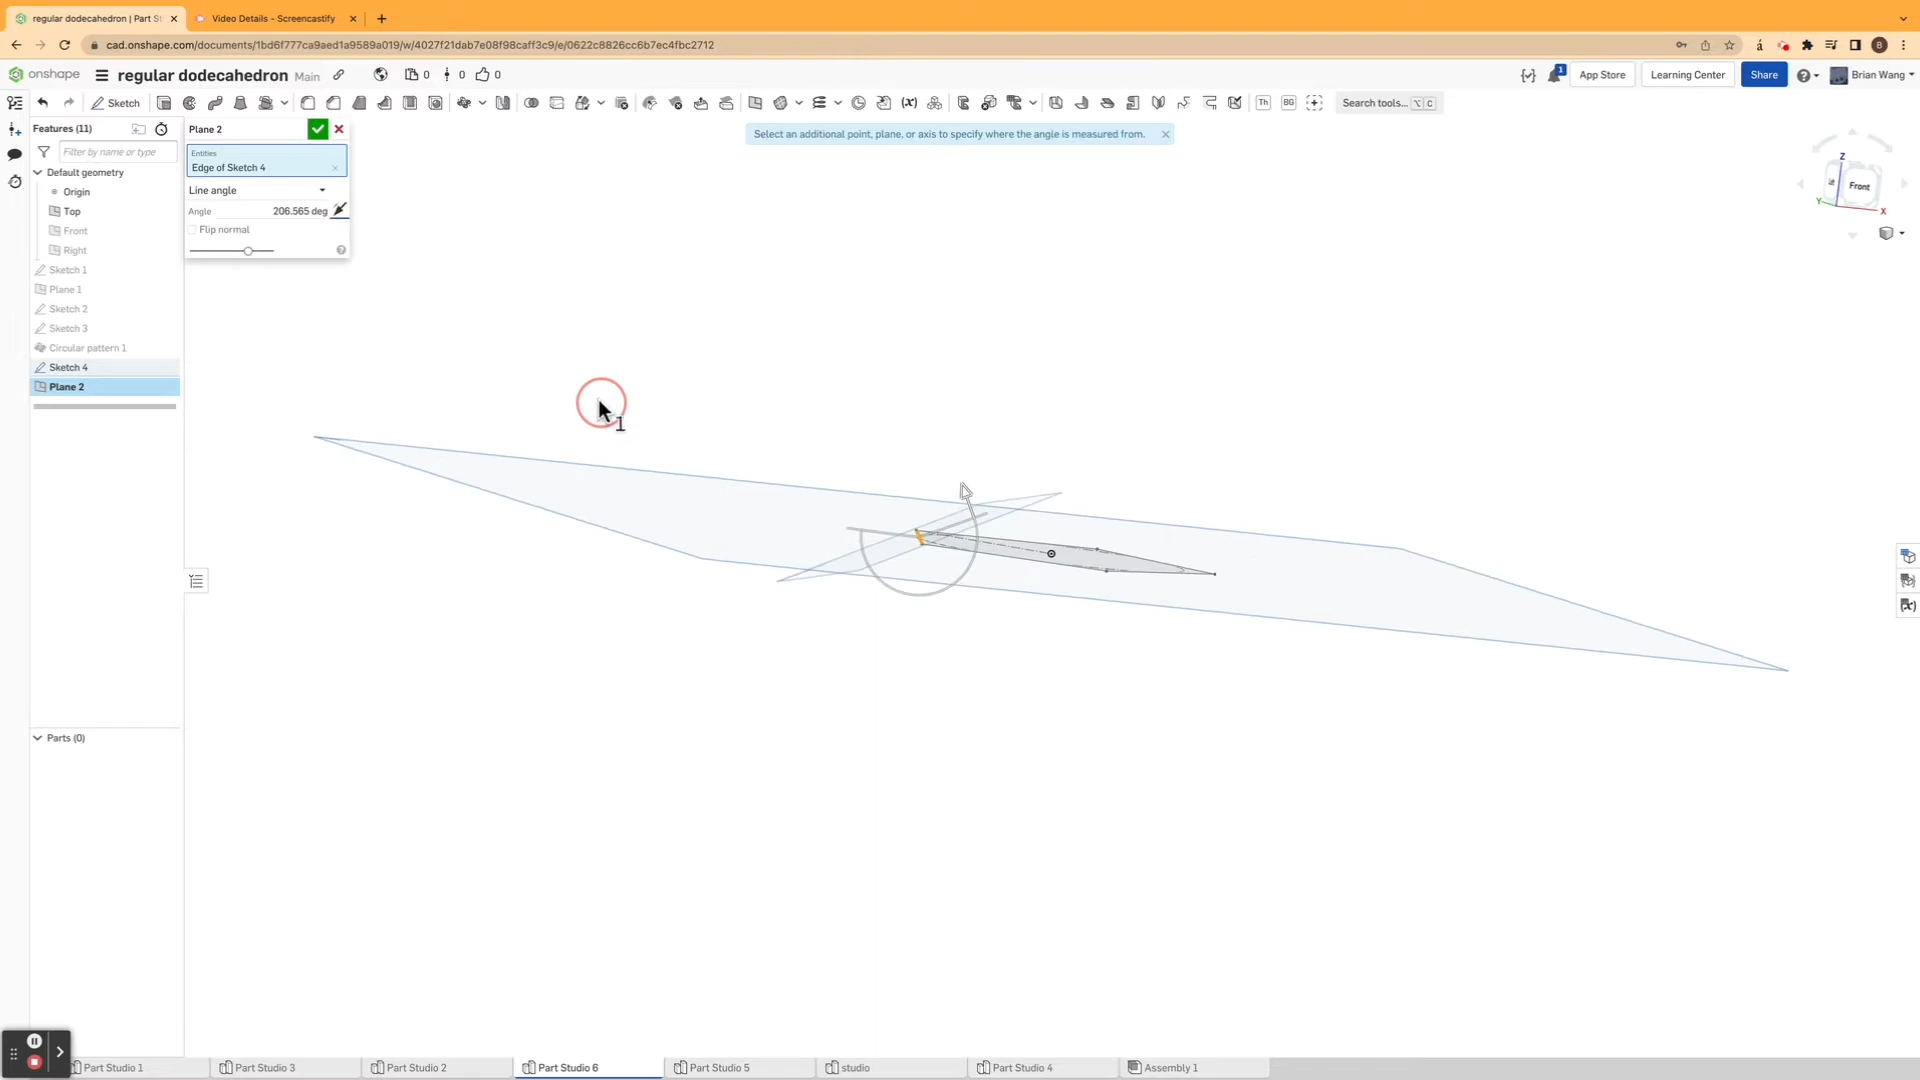 regular dodecahedron | Part St
Video Details - Screencastify
cad.onshape.com/documents/1bd6f777ca9aed1a9589a019/w/4027f21dab7e08f98caff3c9/e/0622c8826cc6b7ec4fbc2712
B
onshape
regular dodecahedron Main
0
0
0
1
App Store
Learning Center
Share
Brian Wang
Sketch
Th
BG
Search tools...
⌥ C
Features (11)
Filter by name or type
Default geometry
Origin
Top
Front
Right
Sketch 1
Plane 1
Sketch 2
Sketch 3
Circular pattern 1
Sketch 4
Plane 2
Parts (0)
Plane 2
Entities
Edge of Sketch 4
Line angle
Angle 206.565 deg
Flip normal
Select an additional point, plane, or axis to specify where the angle is measured from.
Z
Front
Y
X
1
Part Studio 1
Part Studio 3
Part Studio 2
Part Studio 6
Part Studio 5
studio
Part Studio 4
Assembly 1